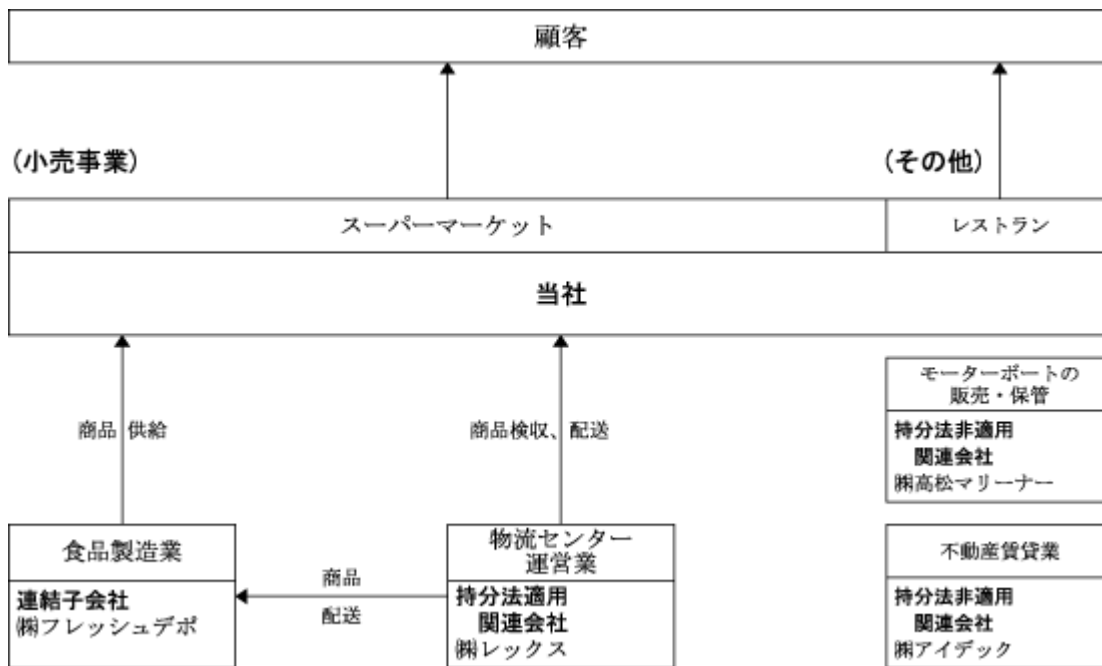 顧客
(小売事業)
(その他)
スーパーマーケット
レストラン
当社
商品 供給
商品検収、配送
モーターボートの
販売・保管
持分法非適用
関連会社
㈱高松マリーナー
食品製造業
連結子会社
㈱フレッシュデポ
商品
配送
物流センター
運営業
持分法適用
関連会社
㈱レックス
不動産賃貸業
持分法非適用
関連会社
㈱アイデック